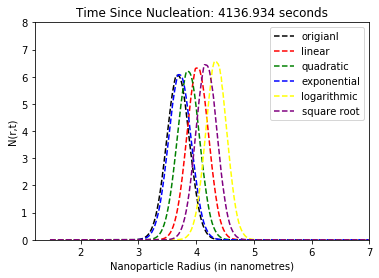 Time Since Nucleation: 4136.934 seconds
8
7
6
5
4
3
2
1
0
N(r,t)
origianl
linear
quadratic
exponential
logarithmic
square root
2 3 4 5 6 7
Nanoparticle Radius (in nanometres)